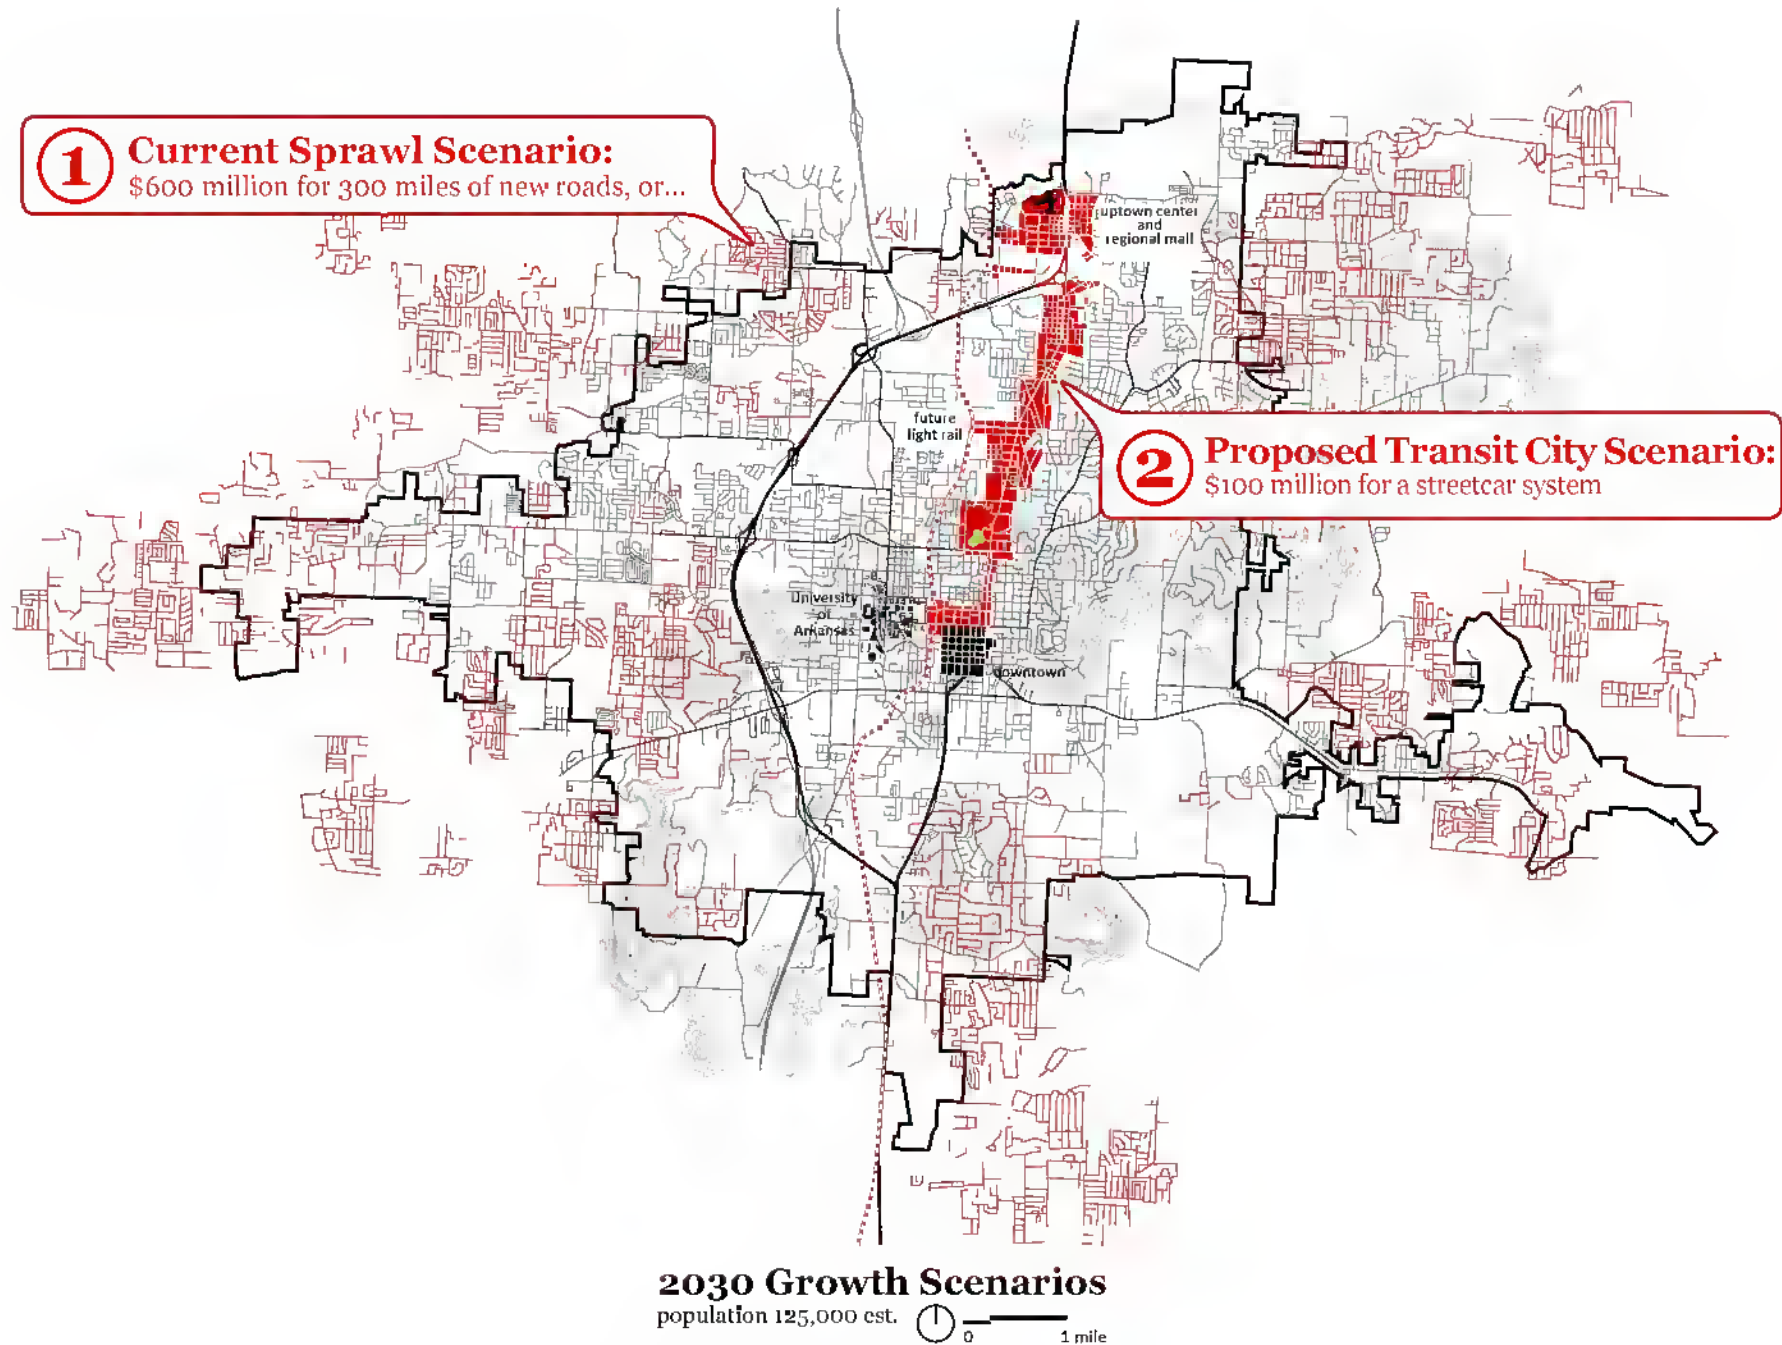 1
Current Sprawl Scenario:
$600 million for 300 miles of new roads, or...
uptown center
and
regional mall
future
light rail
2
Proposed Transit City Scenario:
$100 million for a streetcar system
University
of
Arkansas
downtown
2030 Growth Scenarios
population 125,000 est.
0
1 mile